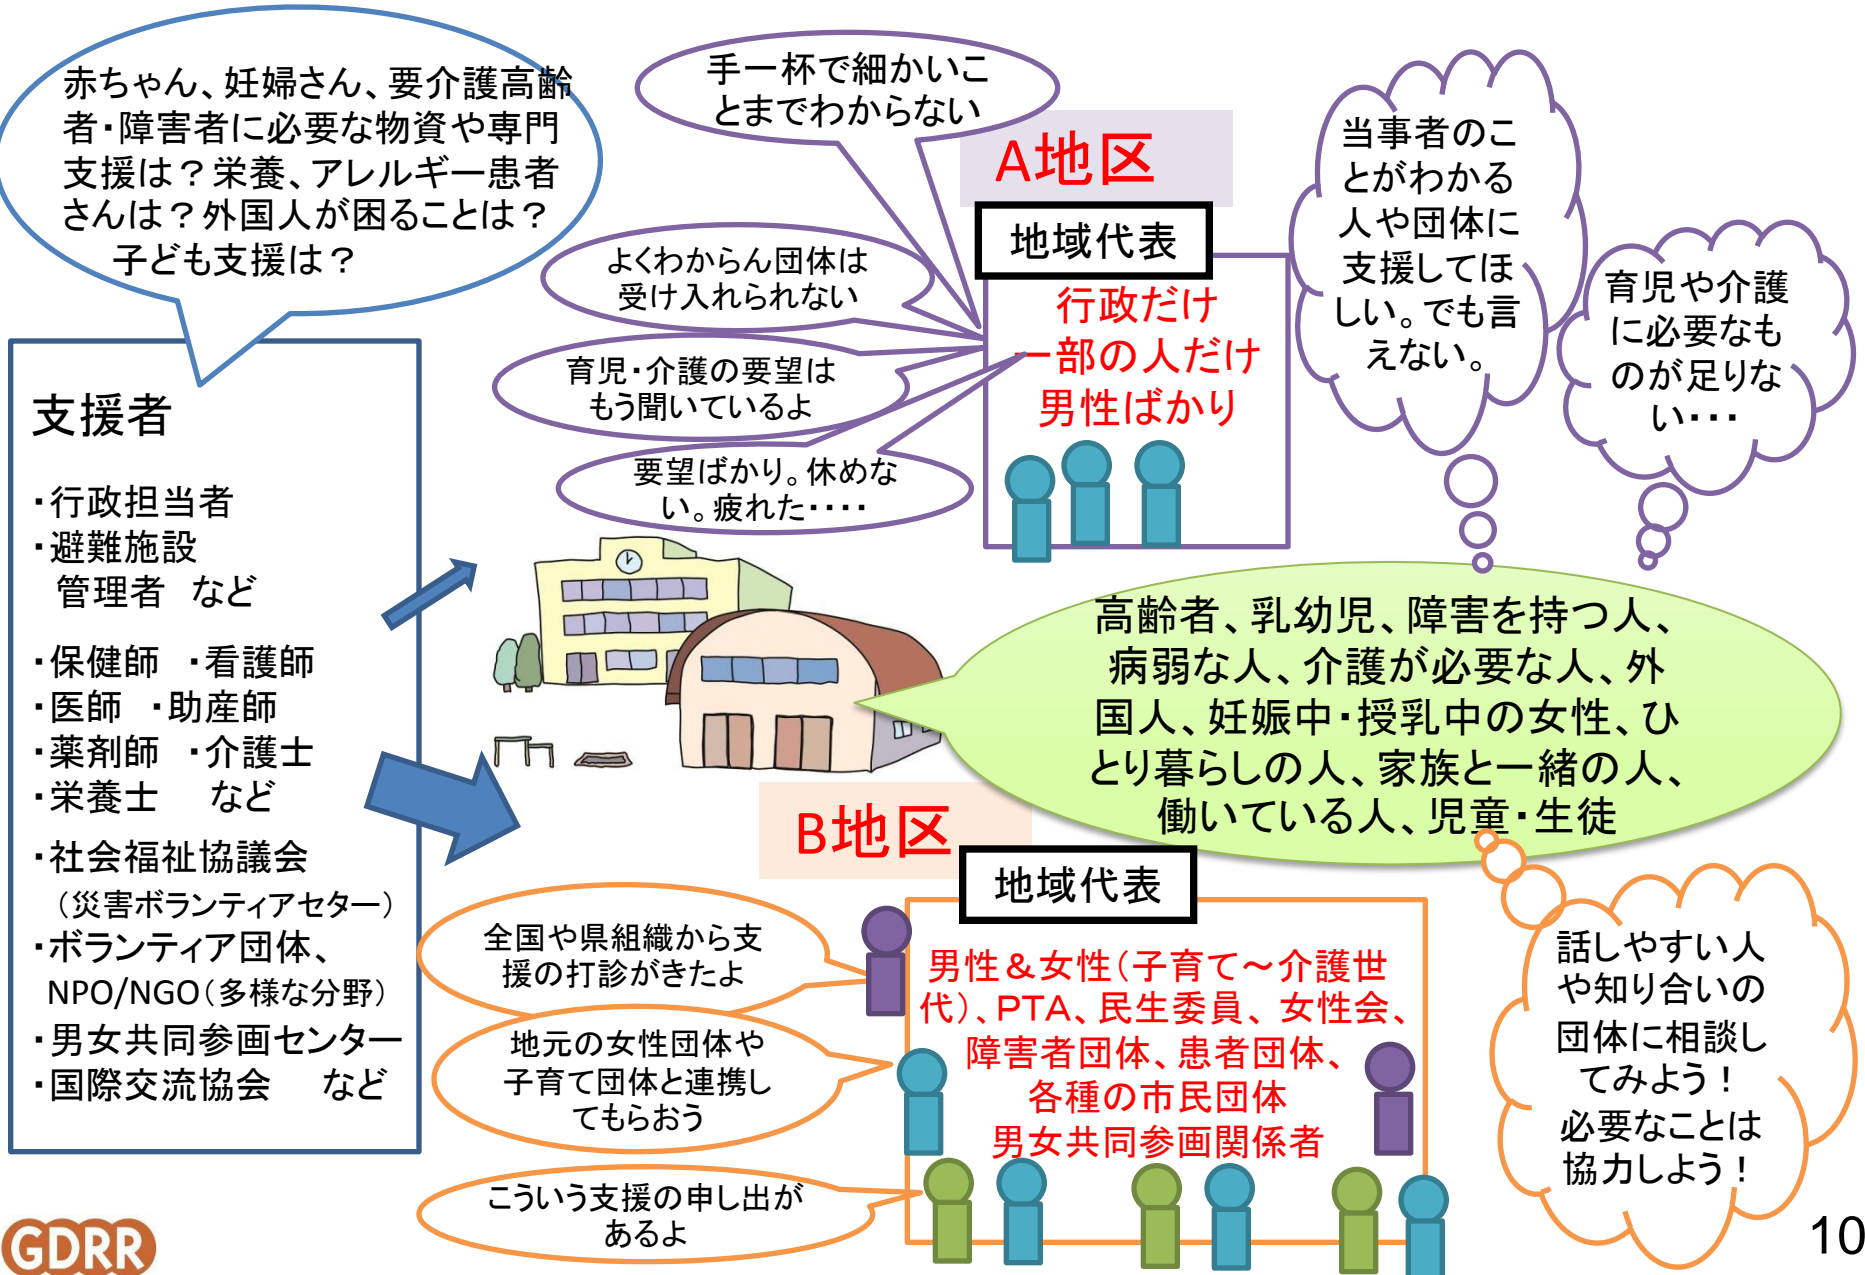 赤ちゃん、妊婦さん、要介護高齢
者・障害者に必要な物資や専門
支援は？栄養、アレルギー患者
さんは？外国人が困ることは？
子ども支援は？
支援者
・行政担当者
・避難施設
管理者　など
・保健師　・看護師
・医師　・助産師
・薬剤師　・介護士
・栄養士　　など
・社会福祉協議会
（災害ボランティアセター）
・ボランティア団体、
NPO/NGO（多様な分野）
・男女共同参画センター
・国際交流協会　　など
手一杯で細かいこ
とまでわからない
よくわからん団体は
受け入れられない
育児・介護の要望は
もう聞いているよ
要望ばかり。休めな
い。疲れた・・・・
A地区
地域代表
行政だけ
一部の人だけ
男性ばかり
当事者のこ
とがわかる
人や団体に
支援してほ
しい。でも言
えない。
育児や介護
に必要なも
のが足りな
い・・・
高齢者、乳幼児、障害を持つ人、
病弱な人、介護が必要な人、外
国人、妊娠中・授乳中の女性、ひ
とり暮らしの人、家族と一緒の人、
働いている人、児童・生徒
B地区
地域代表
全国や県組織から支
援の打診がきたよ
地元の女性団体や
子育て団体と連携し
てもらおう
こういう支援の申し出が
あるよ
男性＆女性（子育て～介護世
代）、PTA、民生委員、女性会、
障害者団体、患者団体、
各種の市民団体
男女共同参画関係者
話しやすい人
や知り合いの
団体に相談し
てみよう！
必要なことは
協力しよう！
GDRR
10